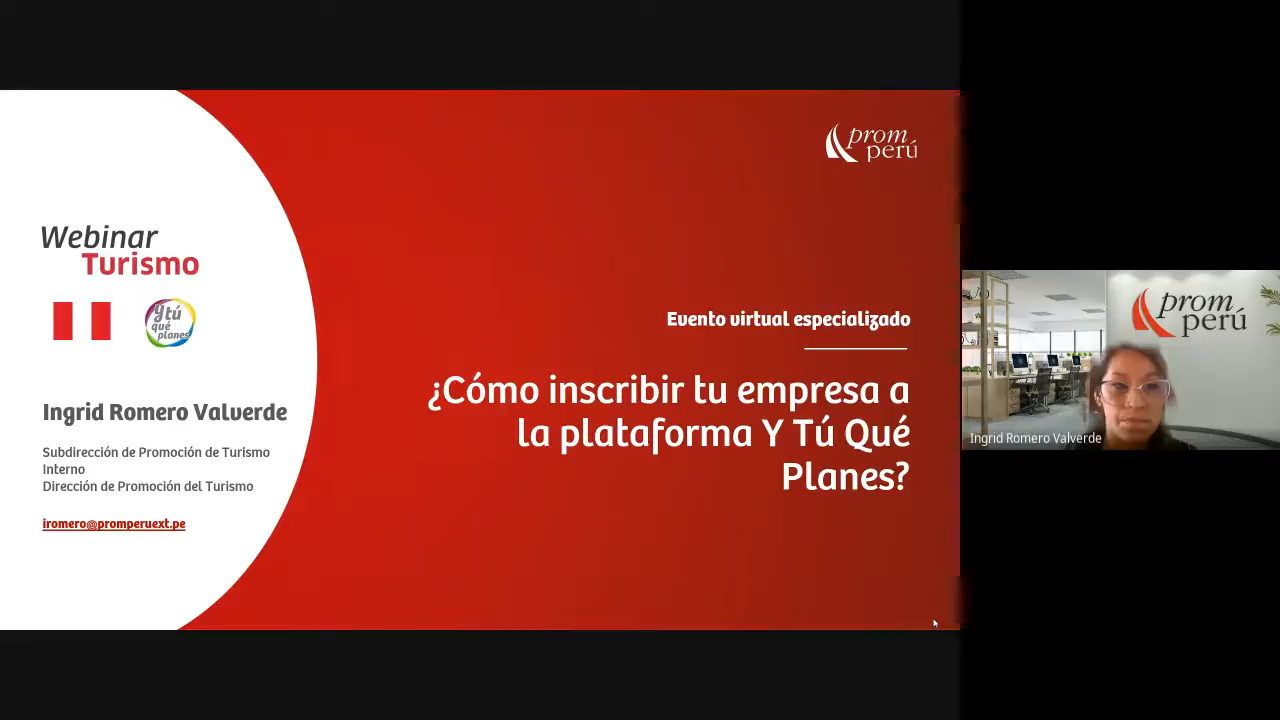 prom
perú
Webinar
Turismo
Y tú
qué
planes
Ingrid Romero Valverde
Subdirección de Promoción de Turismo
Interno
Dirección de Promoción del Turismo
iromero@promperuext.pe
Evento virtual especializado
¿Cómo inscribir tu empresa a
la plataforma Y Tú Qué
Planes?
prom
perú
Ingrid Romero Valverde